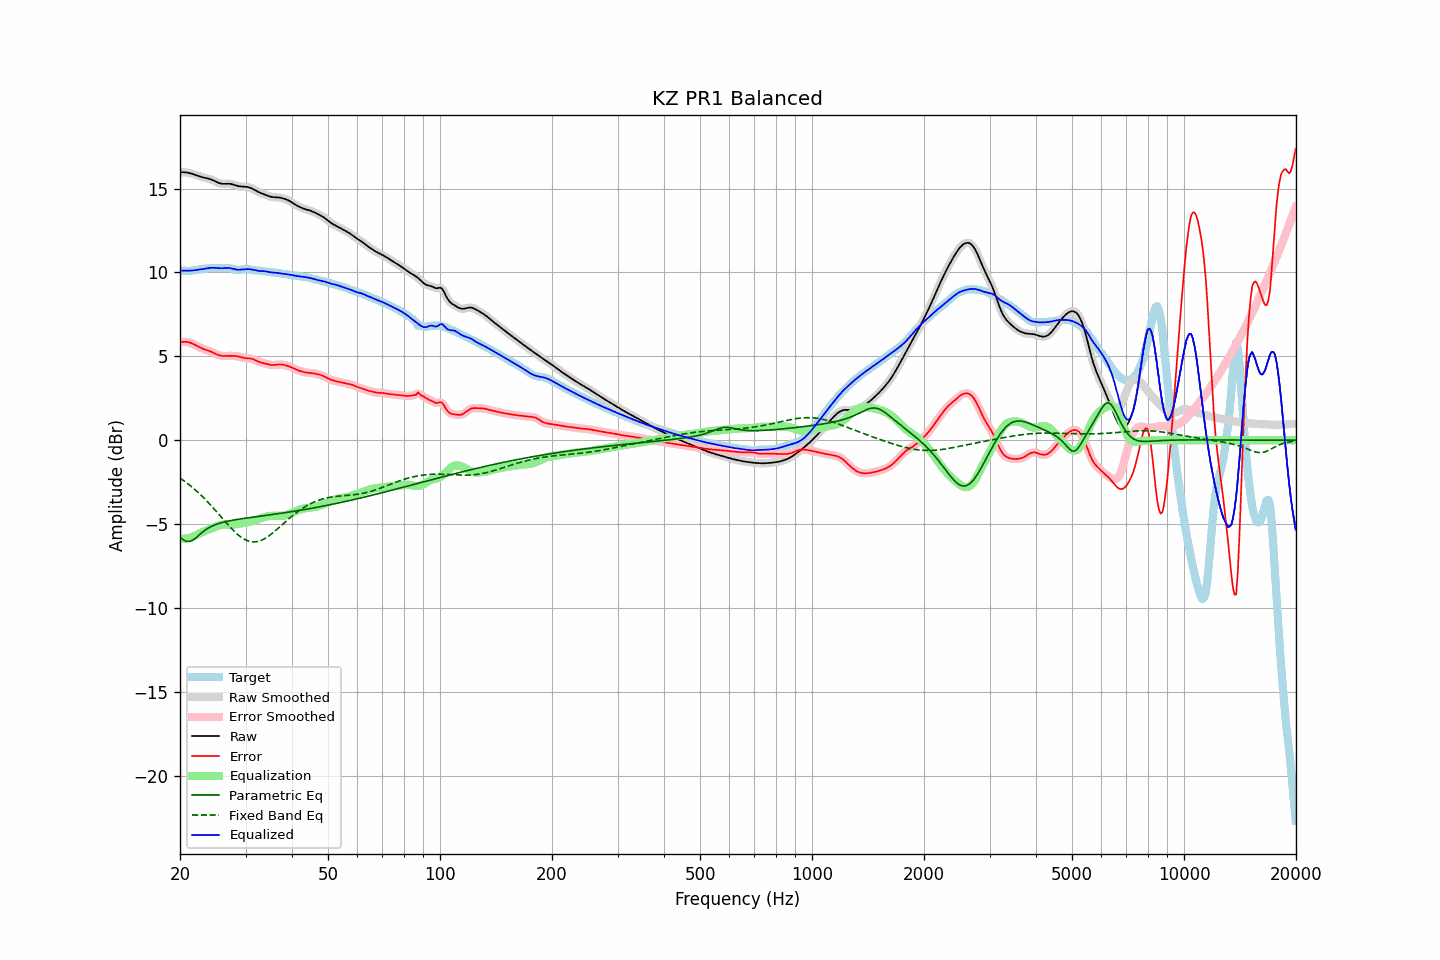 KZ PR1 Balanced
Amplitude (dBr)
15
10
5
0
−5
−10
−15
−20
Target
Raw Smoothed
Error Smoothed
Raw
Error
Equalization
Parametric Eq
Fixed Band Eq
Equalized
20
50
100
200
500
1000
2000
5000
10000
20000
Frequency (Hz)